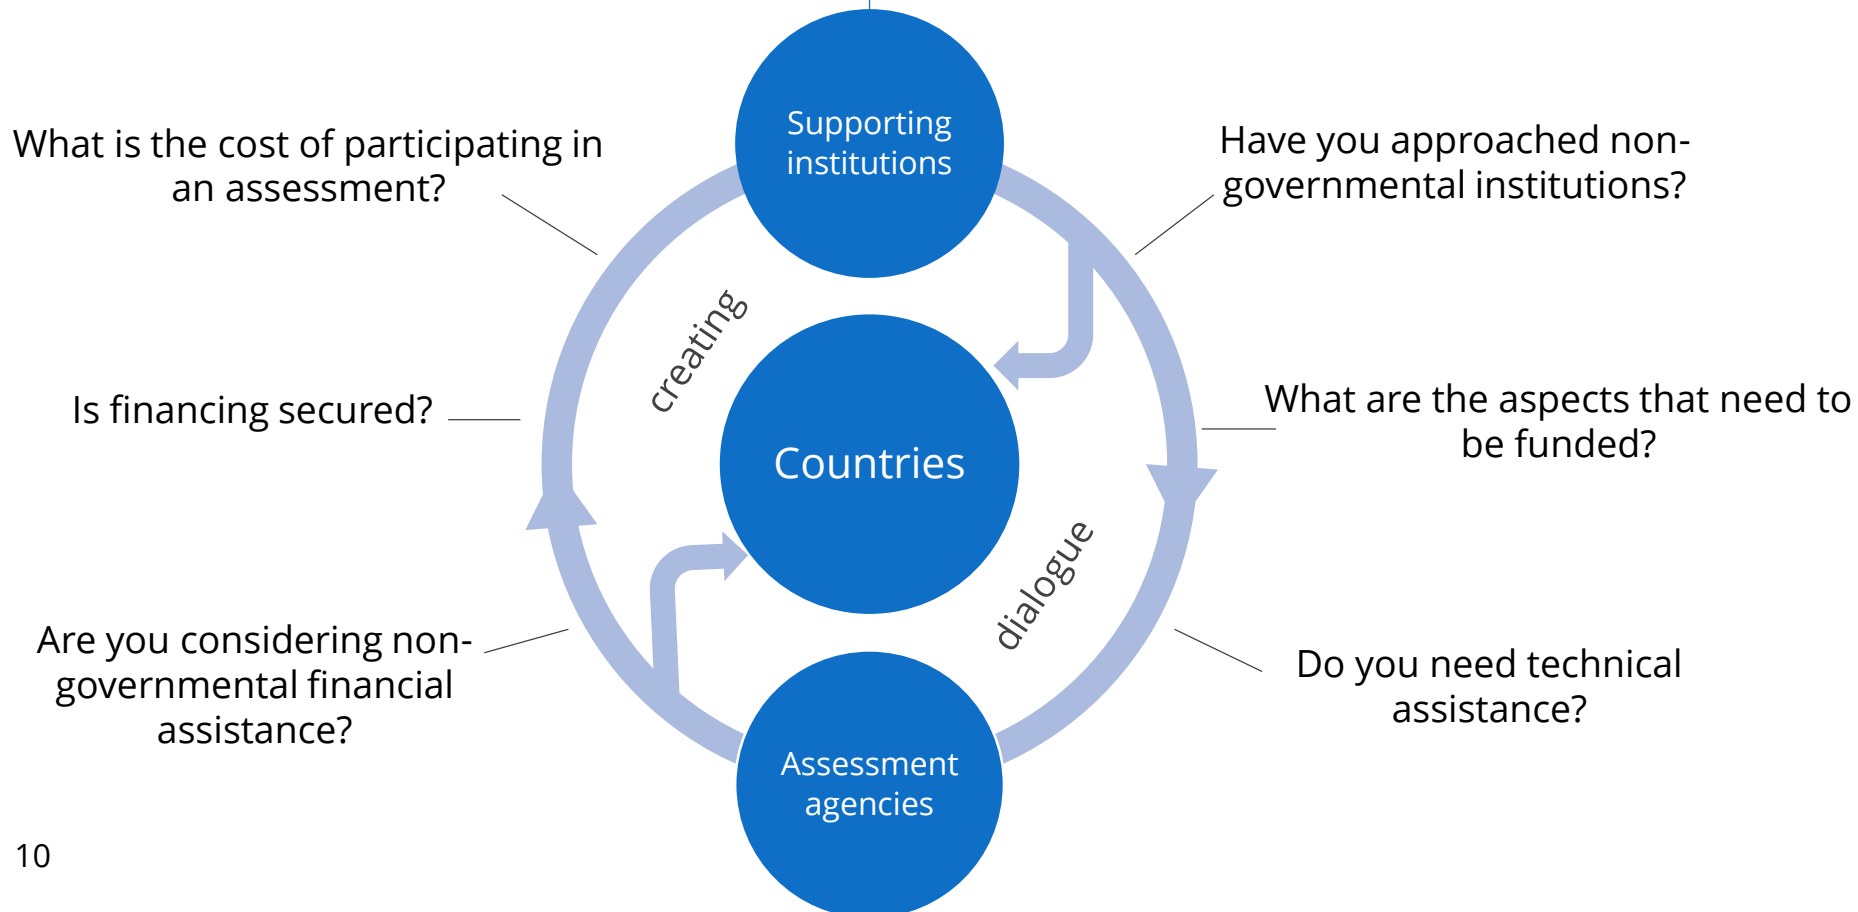 Supporting
institutions
What is the cost of participating in
an assessment?
Have you approached non-
governmental institutions?
creating
Is financing secured?
Countries
What are the aspects that need to
be funded?
dialogue
Are you considering non-
governmental financial
assistance?
Do you need technical
assistance?
Assessment
agencies
10